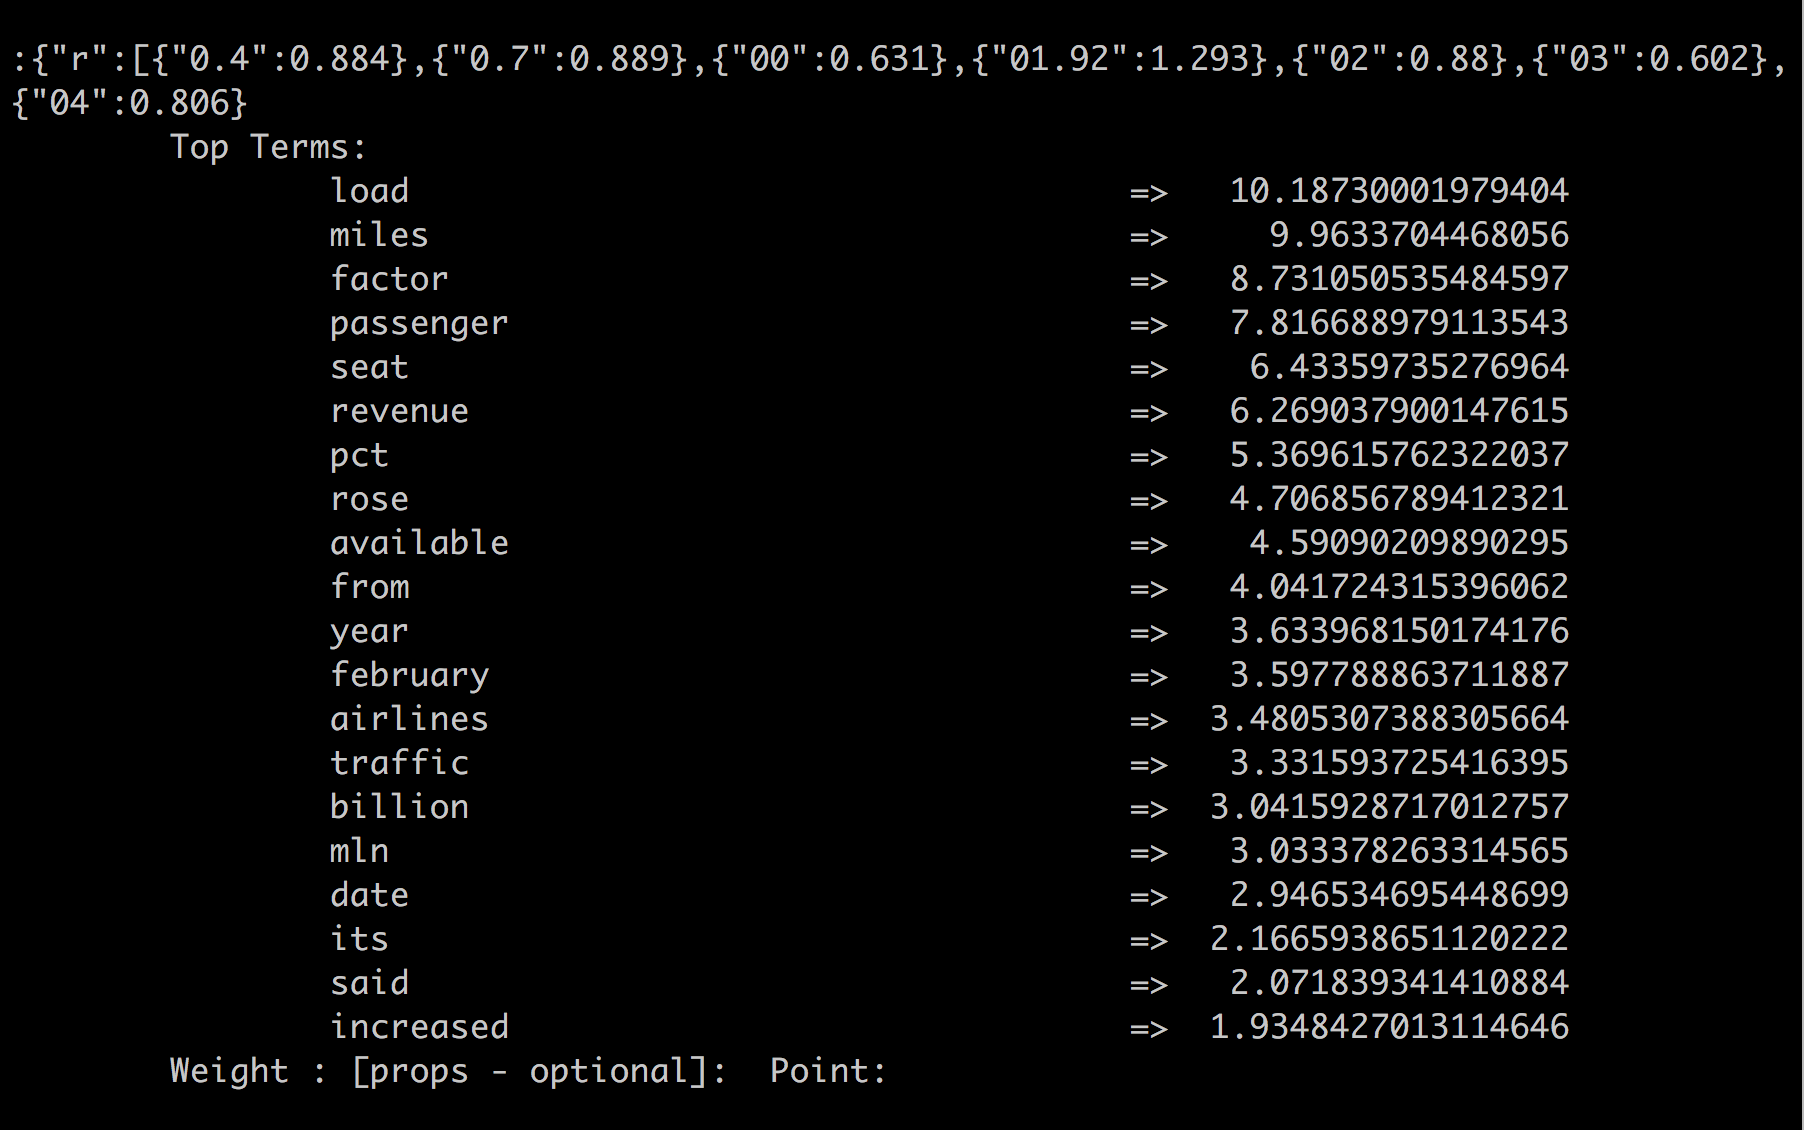 :{"r":[{"0.4":0.884},{"0.7":0.889},{"00":0.631},{"01.92":1.293},{"02":0.88},{"03":0.602},
{"04":0.806}
Top Terms:
load => 10.18730001979404
miles => 9.9633704468056
factor => 8.731050535484597
passenger => 7.816688979113543
seat => 6.43359735276964
revenue => 6.269037900147615
pct => 5.369615762322037
rose => 4.706856789412321
available => 4.59090209890295
from => 4.041724315396062
year => 3.633968150174176
february => 3.597788863711887
airlines => 3.4805307388305664
traffic => 3.331593725416395
billion => 3.0415928717012757
mln => 3.033378263314565
date => 2.946534695448699
its => 2.1665938651120222
said => 2.071839341410884
increased => 1.9348427013114646
Weight : [props - optional]:  Point: